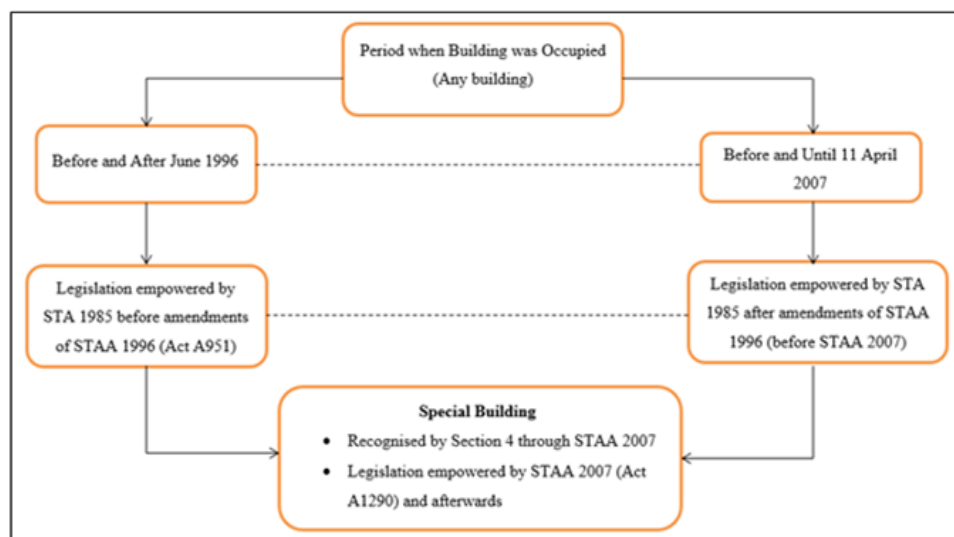 Period when Building was Occupied
(Any building)
Before and After June 1996
Before and Until 11 April
2007
Legislation empowered by
STA 1985 before amendments
of STAA 1996 (Act A951)
Legislation empowered by STA
1985 after amendments of STAA
1996 (before STAA 2007)
Special Building
• Recognised by Section 4 through STAA 2007
• Legislation empowered by STAA 2007 (Act
A1290) and afterwards